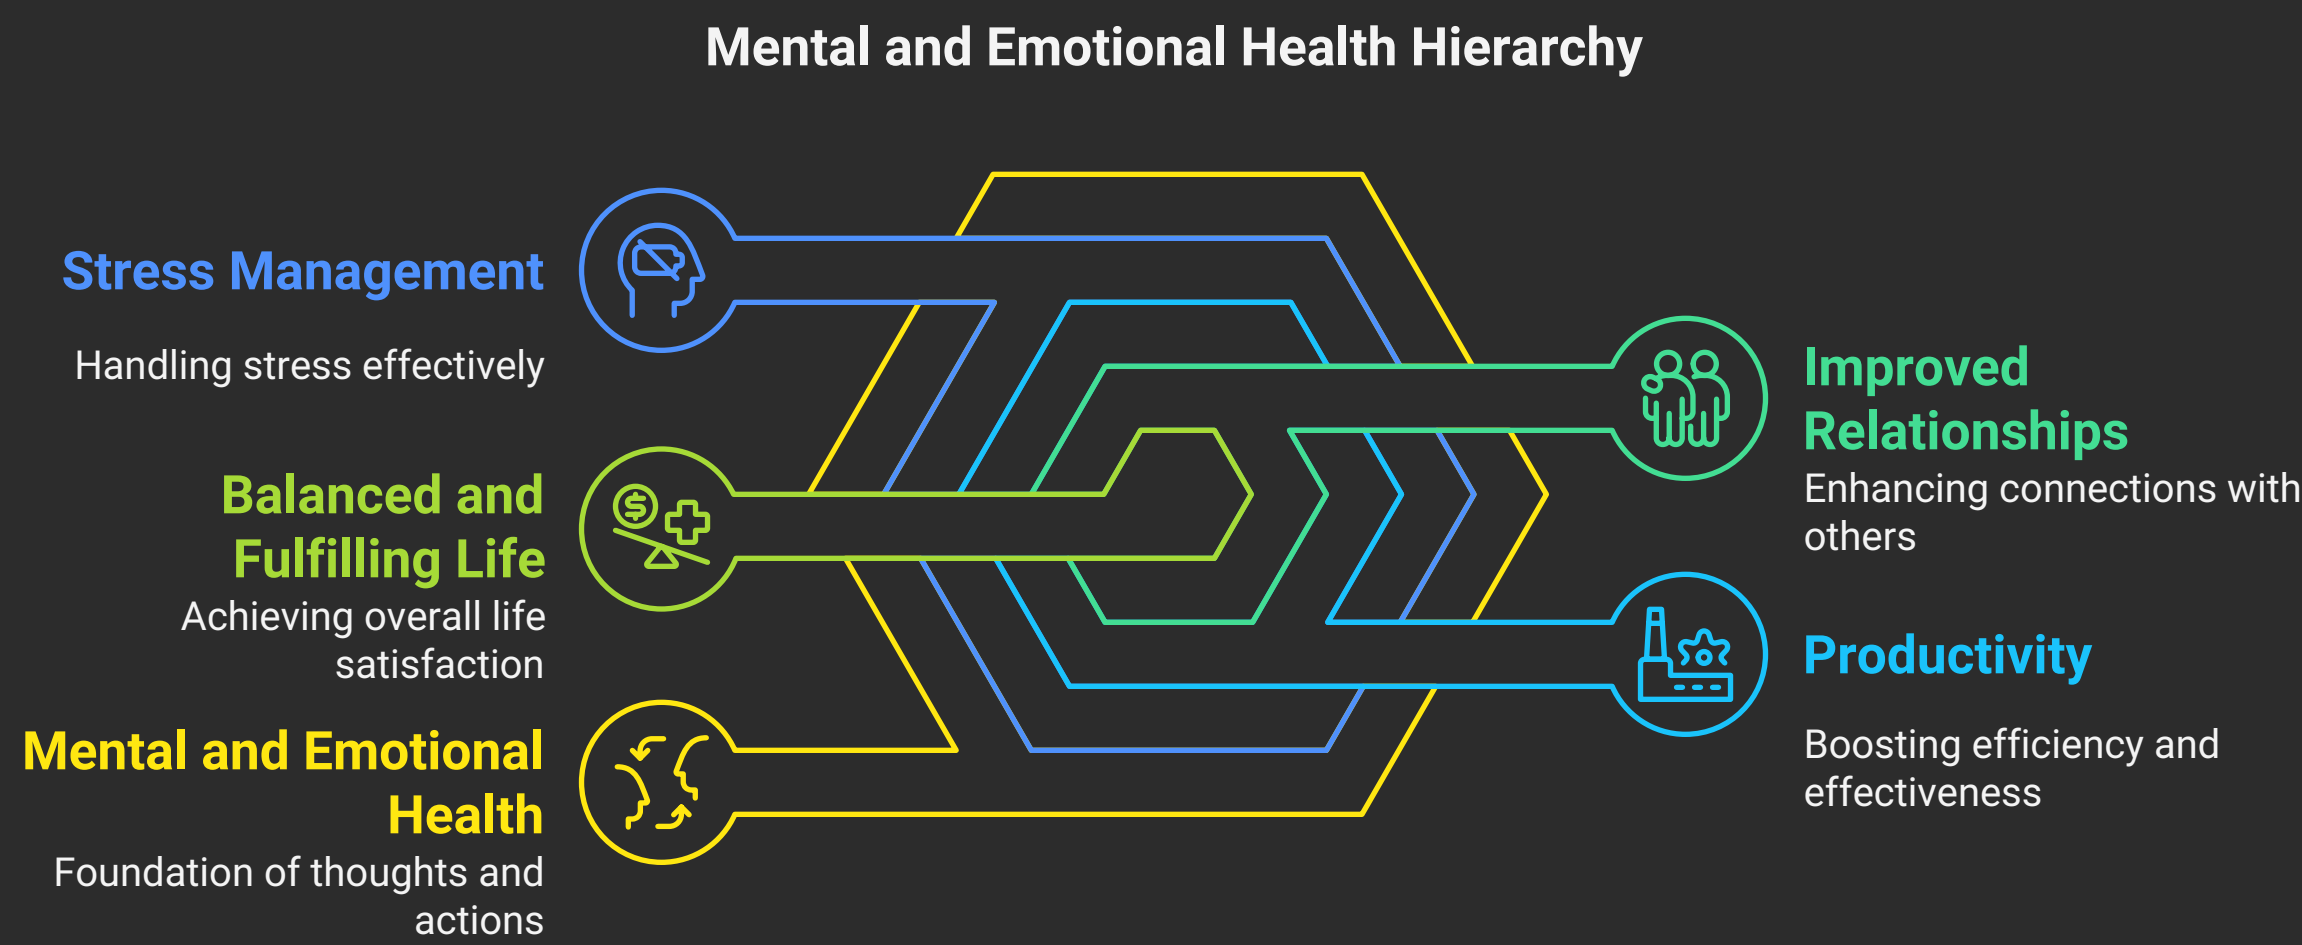 Mental and Emotional Health Hierarchy
Stress Management
Handling stress effectively
Balanced and
Fulfilling Life
Achieving overall life
satisfaction
Mental and Emotional
Health
Foundation of thoughts and
actions
Improved
Relationships
Enhancing connections with
others
Productivity
Boosting efficiency and
effectiveness